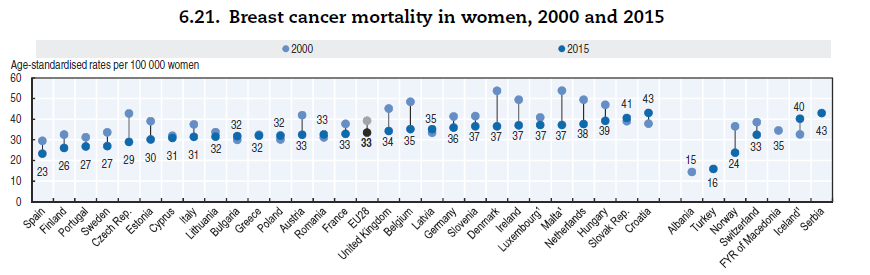 6.21. Breast cancer mortality in women, 2000 and 2015
2000 2015
Age-standardised rates per 100 000 women
60
50
40
30
20
10
0
23 26 27 27 29 30 31 31 32 32 32 32 33 33 33 33 34 35 35 36 37 37 37 37 37 38 39 41 43 15 16 24 33 35 40 43
Spain
Finland
Portugal
Sweden
Czech Rep.
Estonia
Cyprus
Italy
Lithuania
Bulgaria
Greece
Poland
Austria
Romania
France
EU28
United Kingdom
Belgium
Latvia
Germany
Slovenia
Denmark
Ireland
Luxembourg¹
Malta¹
Netherlands
Hungary
Slovak Rep.
Croatia
Albania
Turkey
Norway
Switzerland
FYR of Macedonia
Iceland¹
Serbia